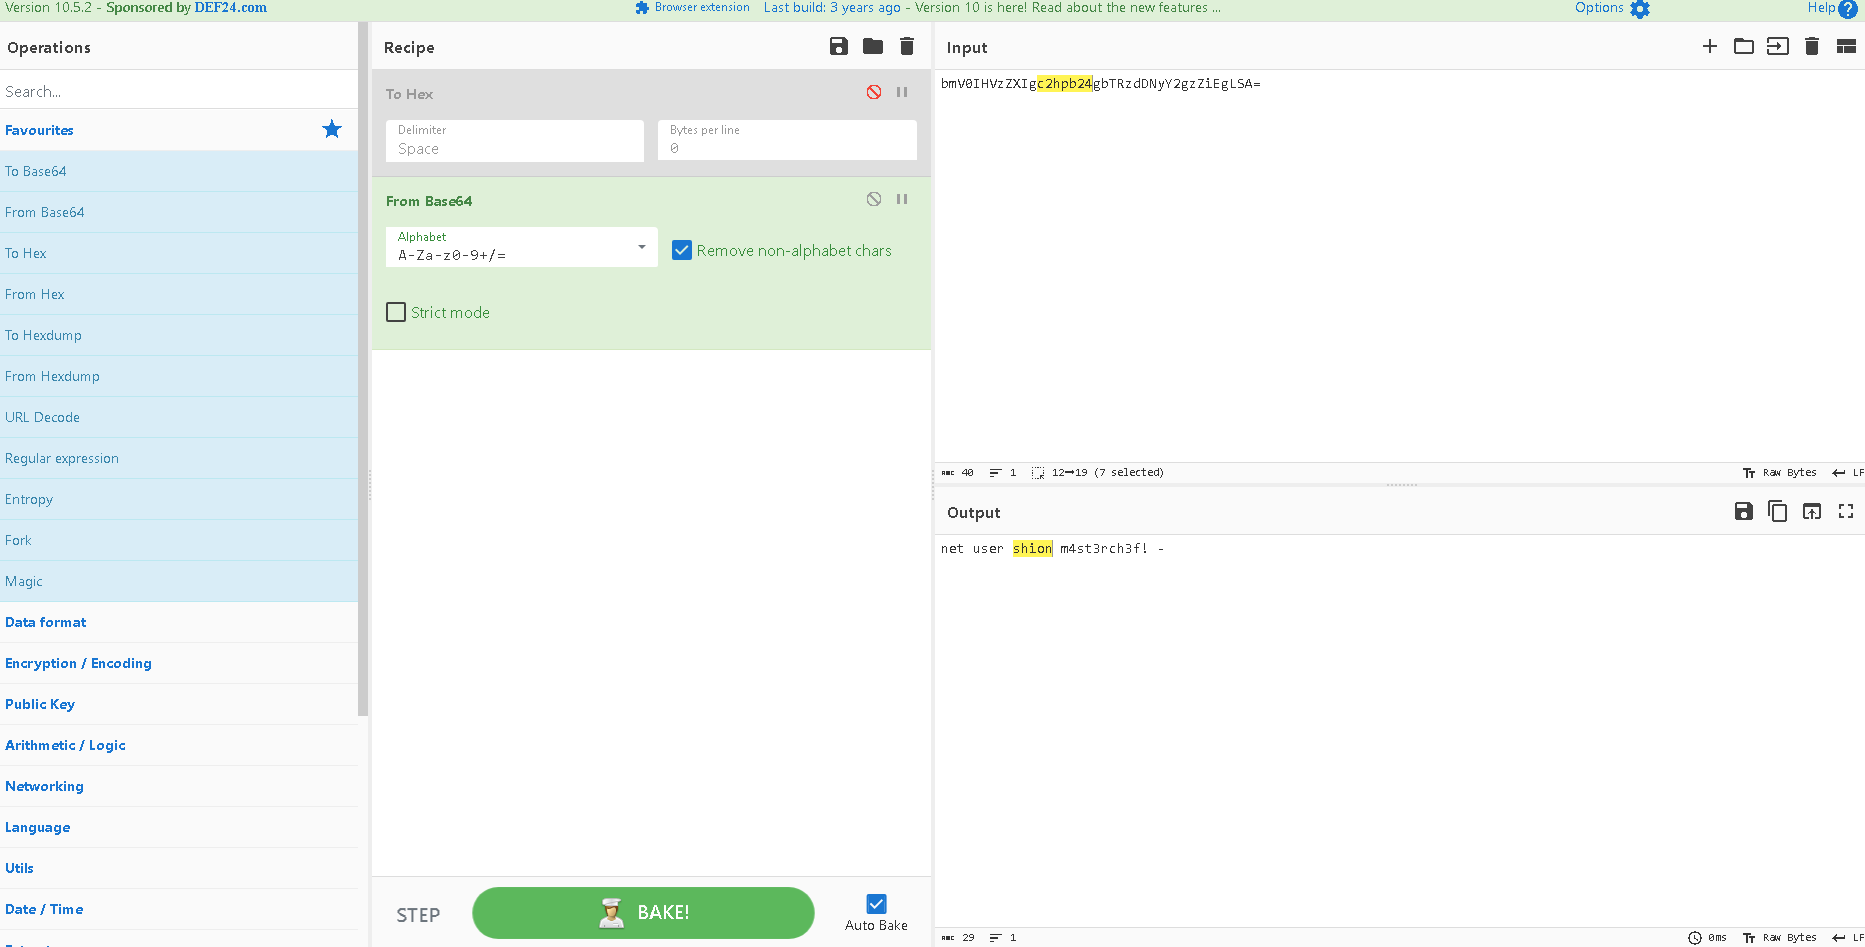 Version 10.5.2 - Sponsored by DEF24.com
Browser extension
Last build: 3 years ago - Version 10 is here! Read about the new features ...
Options
Help
Operations
Search...
Favourites
To Base64
From Base64
To Hex
From Hex
To Hexdump
From Hexdump
URL Decode
Regular expression
Entropy
Fork
Magic
Data format
Encryption / Encoding
Public Key
Arithmetic / Logic
Networking
Language
Utils
Date / Time
Recipe
To Hex
Delimiter
Space
Bytes per line
0
From Base64
Alphabet
A-Za-z0-9+/=
Remove non-alphabet chars
Strict mode
STEP
BAKE!
Auto Bake
Input
bmV0IHVzZXIgc2hpb24gbTRzdDNyY2gzZiEgLSA=
ABC 40 1 12→19 (7 selected)
Tr Raw Bytes LF
Output
net user shion m4st3rch3f! -
ABC 29 1
0ms Tr Raw Bytes LF